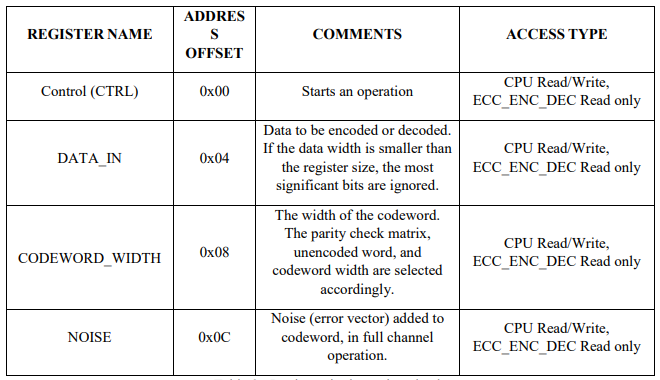 REGISTER NAME
ADDRES
S
OFFSET
COMMENTS
ACCESS TYPE
Control (CTRL)
0x00
Starts an operation
CPU Read/Write,
ECC_ENC_DEC Read only
DATA_IN
0x04
Data to be encoded or decoded.
If the data width is smaller than
the register size, the most
significant bits are ignored.
CPU Read/Write,
ECC_ENC_DEC Read only
CODEWORD_WIDTH
0x08
The width of the codeword.
The parity check matrix,
unencoded word, and
codeword width are selected
accordingly.
CPU Read/Write,
ECC_ENC_DEC Read only
NOISE
0x0C
Noise (error vector) added to
codeword, in full channel
operation.
CPU Read/Write,
ECC_ENC_DEC Read only